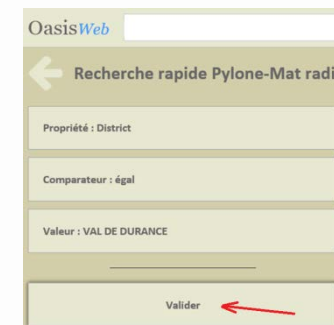 OasisWeb
Recherche rapide Pylone-Mat radi
Propriété : District
Comparateur : égal
Valeur : VAL DE DURANCE
Valider